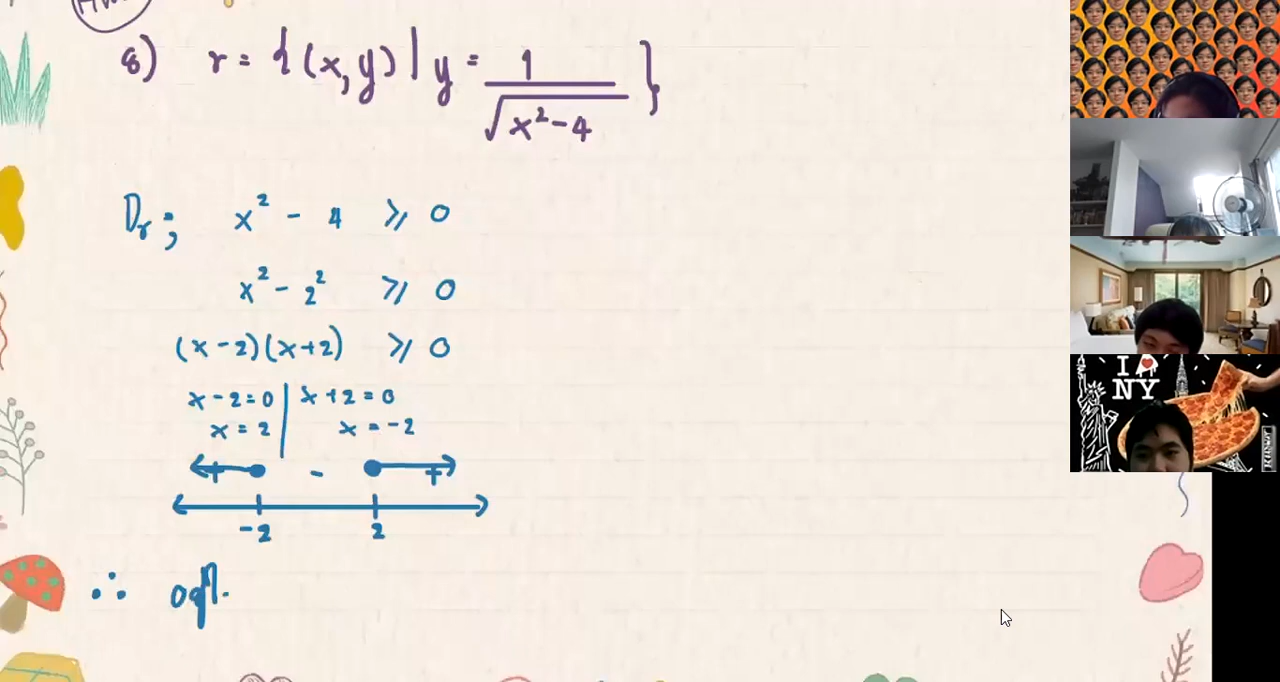 8) r = {(x,y) | y = 1/√(x²-4) }
Dr ; x² - 4 ⩾ 0
x² - 2² ⩾ 0
(x-2)(x+2) ⩾ 0
x-2=0 | x+2=0
x=2 | x=-2
+ - +
-2 2
∴
I ♥
NY